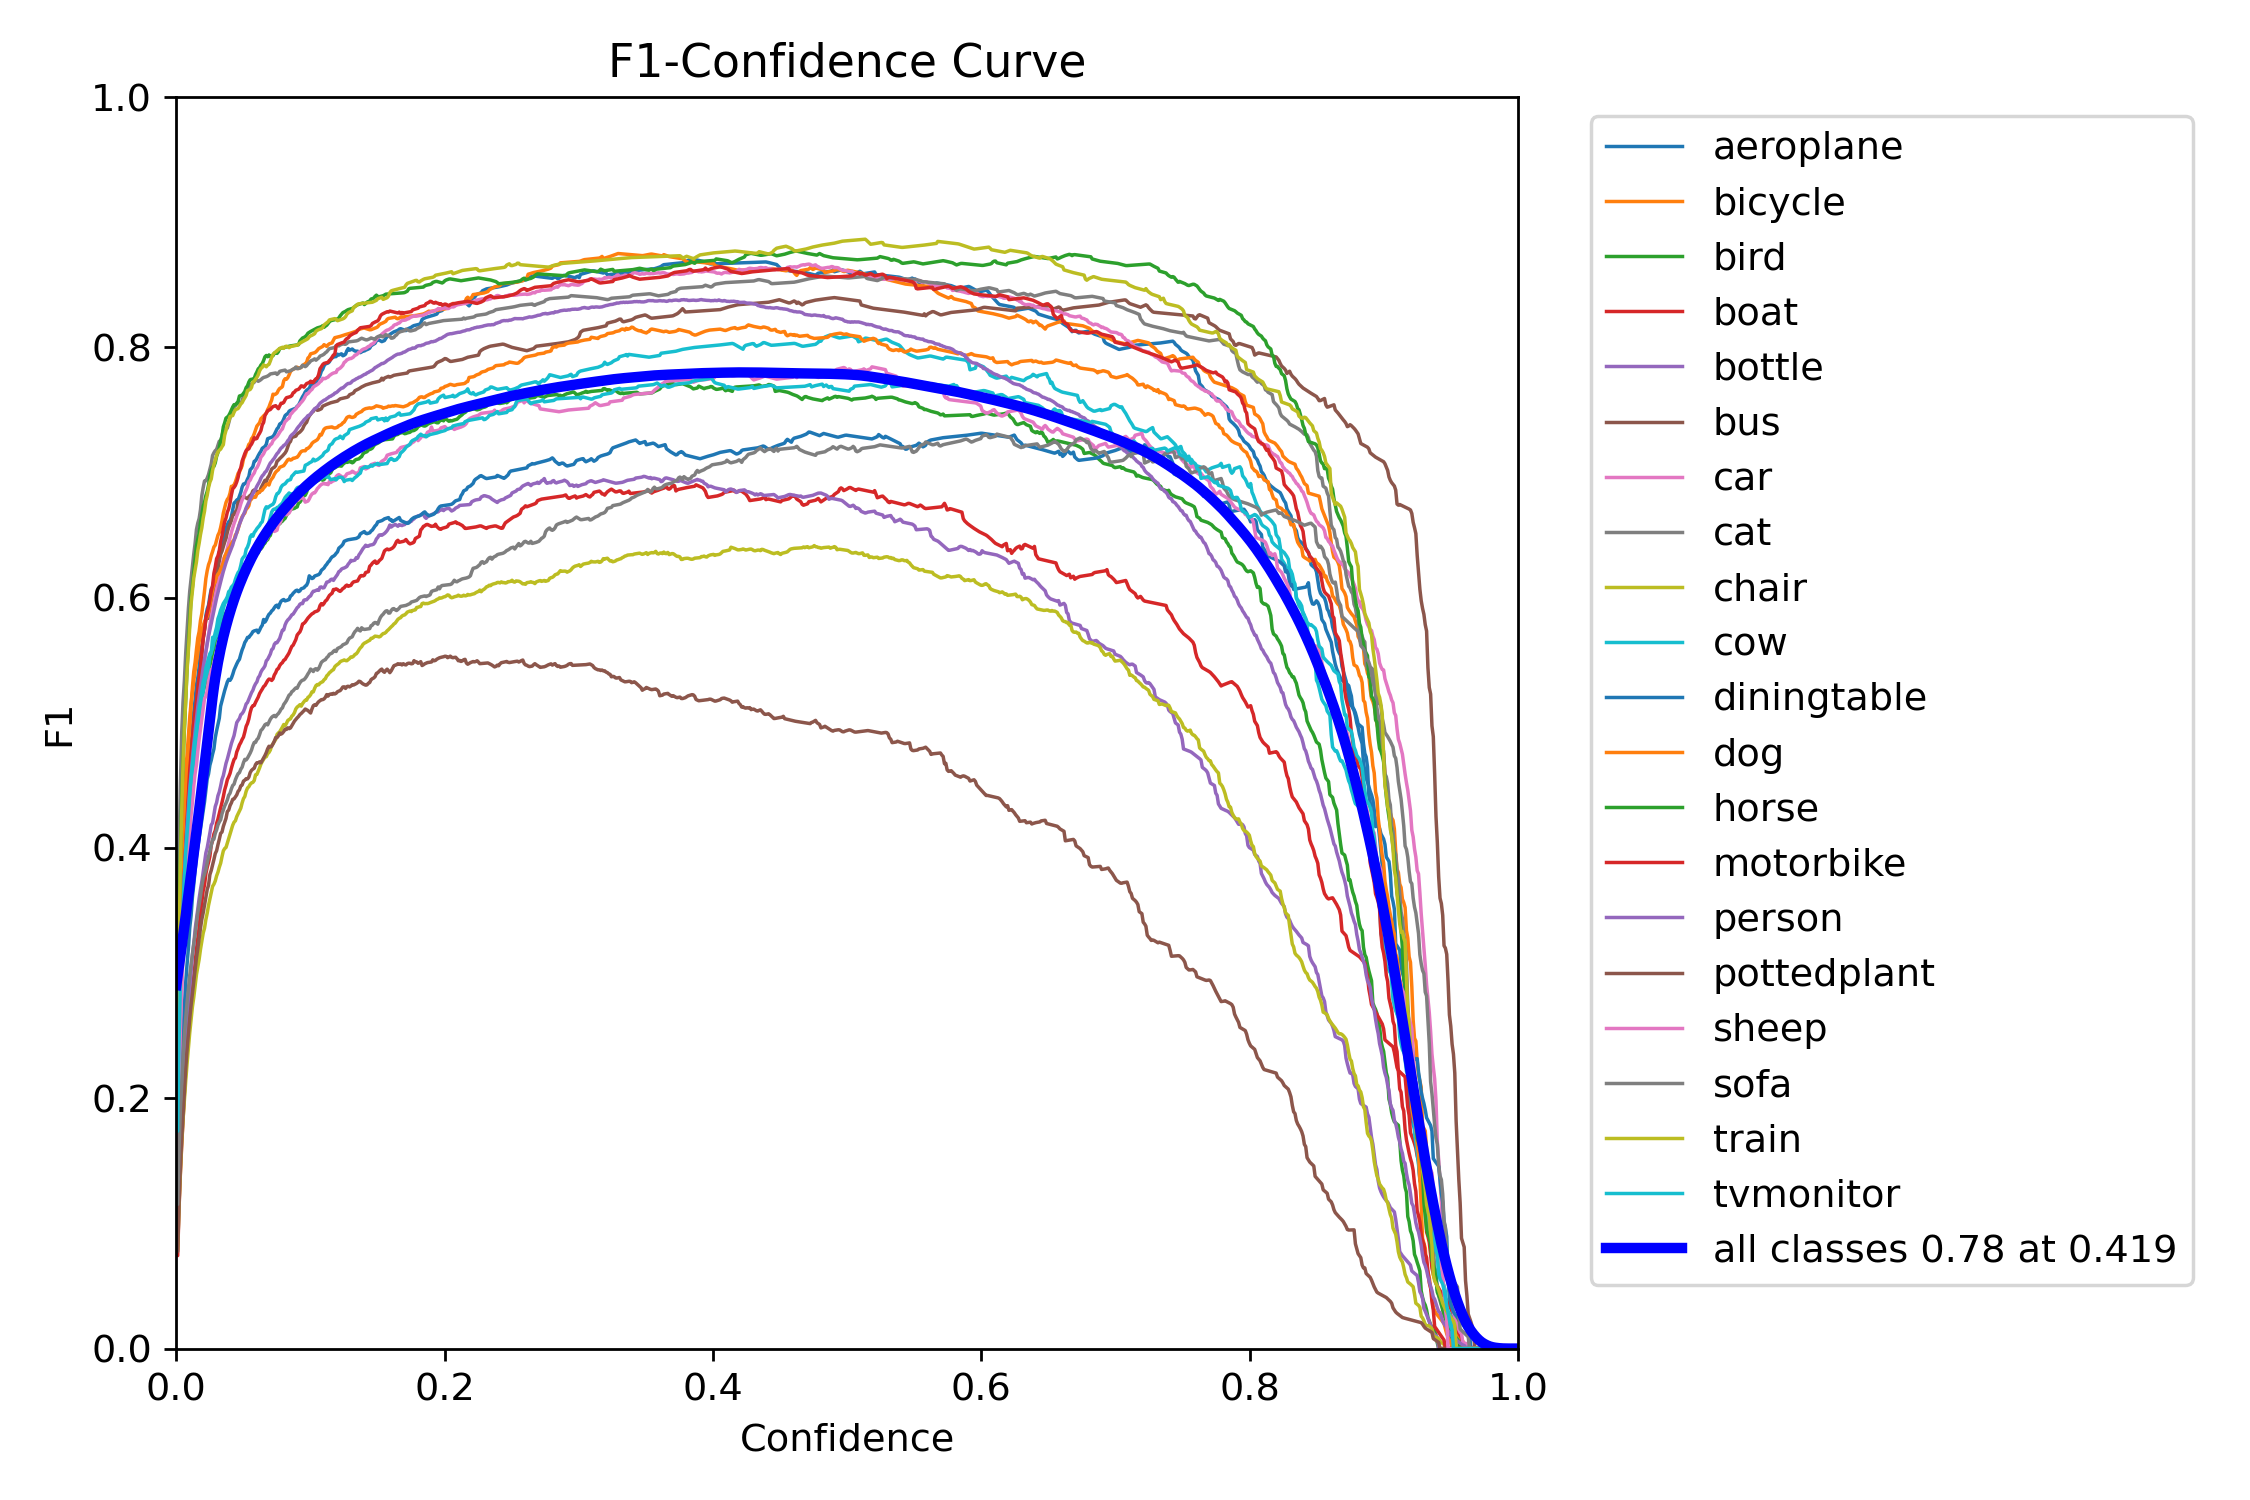 F1-Confidence Curve
1.0
0.8
0.6
0.4
0.2
0.0
F1
0.0 0.2 0.4 0.6 0.8 1.0
Confidence
aeroplane
bicycle
bird
boat
bottle
bus
car
cat
chair
cow
diningtable
dog
horse
motorbike
person
pottedplant
sheep
sofa
train
tvmonitor
all classes 0.78 at 0.419